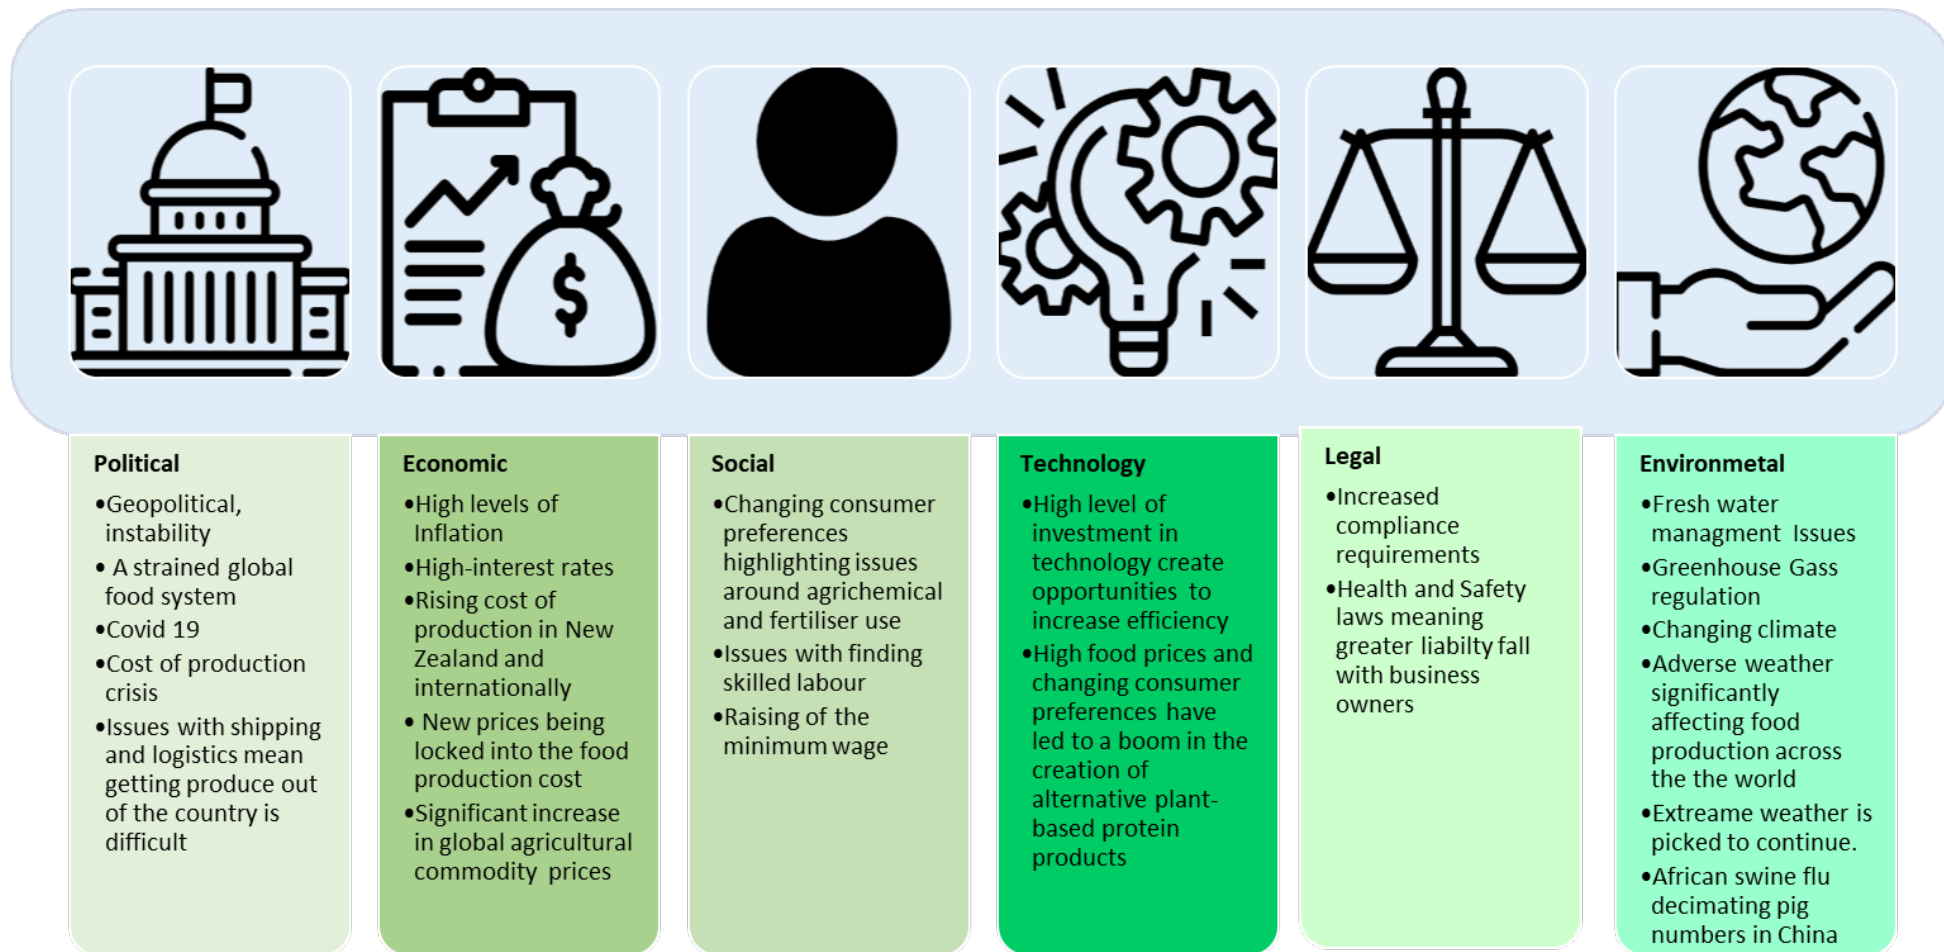 Political
•Geopolitical,
instability
• A strained global
food system
•Covid 19
•Cost of production
crisis
•Issues with shipping
and logistics mean
getting produce out
of the country is
difficult
Economic
•High levels of
Inflation
•High-interest rates
•Rising cost of
production in New
Zealand and
internationally
• New prices being
locked into the food
production cost
•Significant increase
in global agricultural
commodity prices
Social
•Changing consumer
preferences
highlighting issues
around agrichemical
and fertiliser use
•Issues with finding
skilled labour
•Raising of the
minimum wage
Technology
•High level of
investment in
technology create
opportunities to
increase efficiency
•High food prices and
changing consumer
preferences have
led to a boom in the
creation of
alternative plant-
based protein
products
Legal
•Increased
compliance
requirements
•Health and Safety
laws meaning
greater liabilty fall
with business
owners
Environmetal
•Fresh water
managment Issues
•Greenhouse Gass
regulation
•Changing climate
•Adverse weather
significantly
affecting food
production across
the the world
•Extreame weather is
picked to continue.
•African swine flu
decimating pig
numbers in China
$